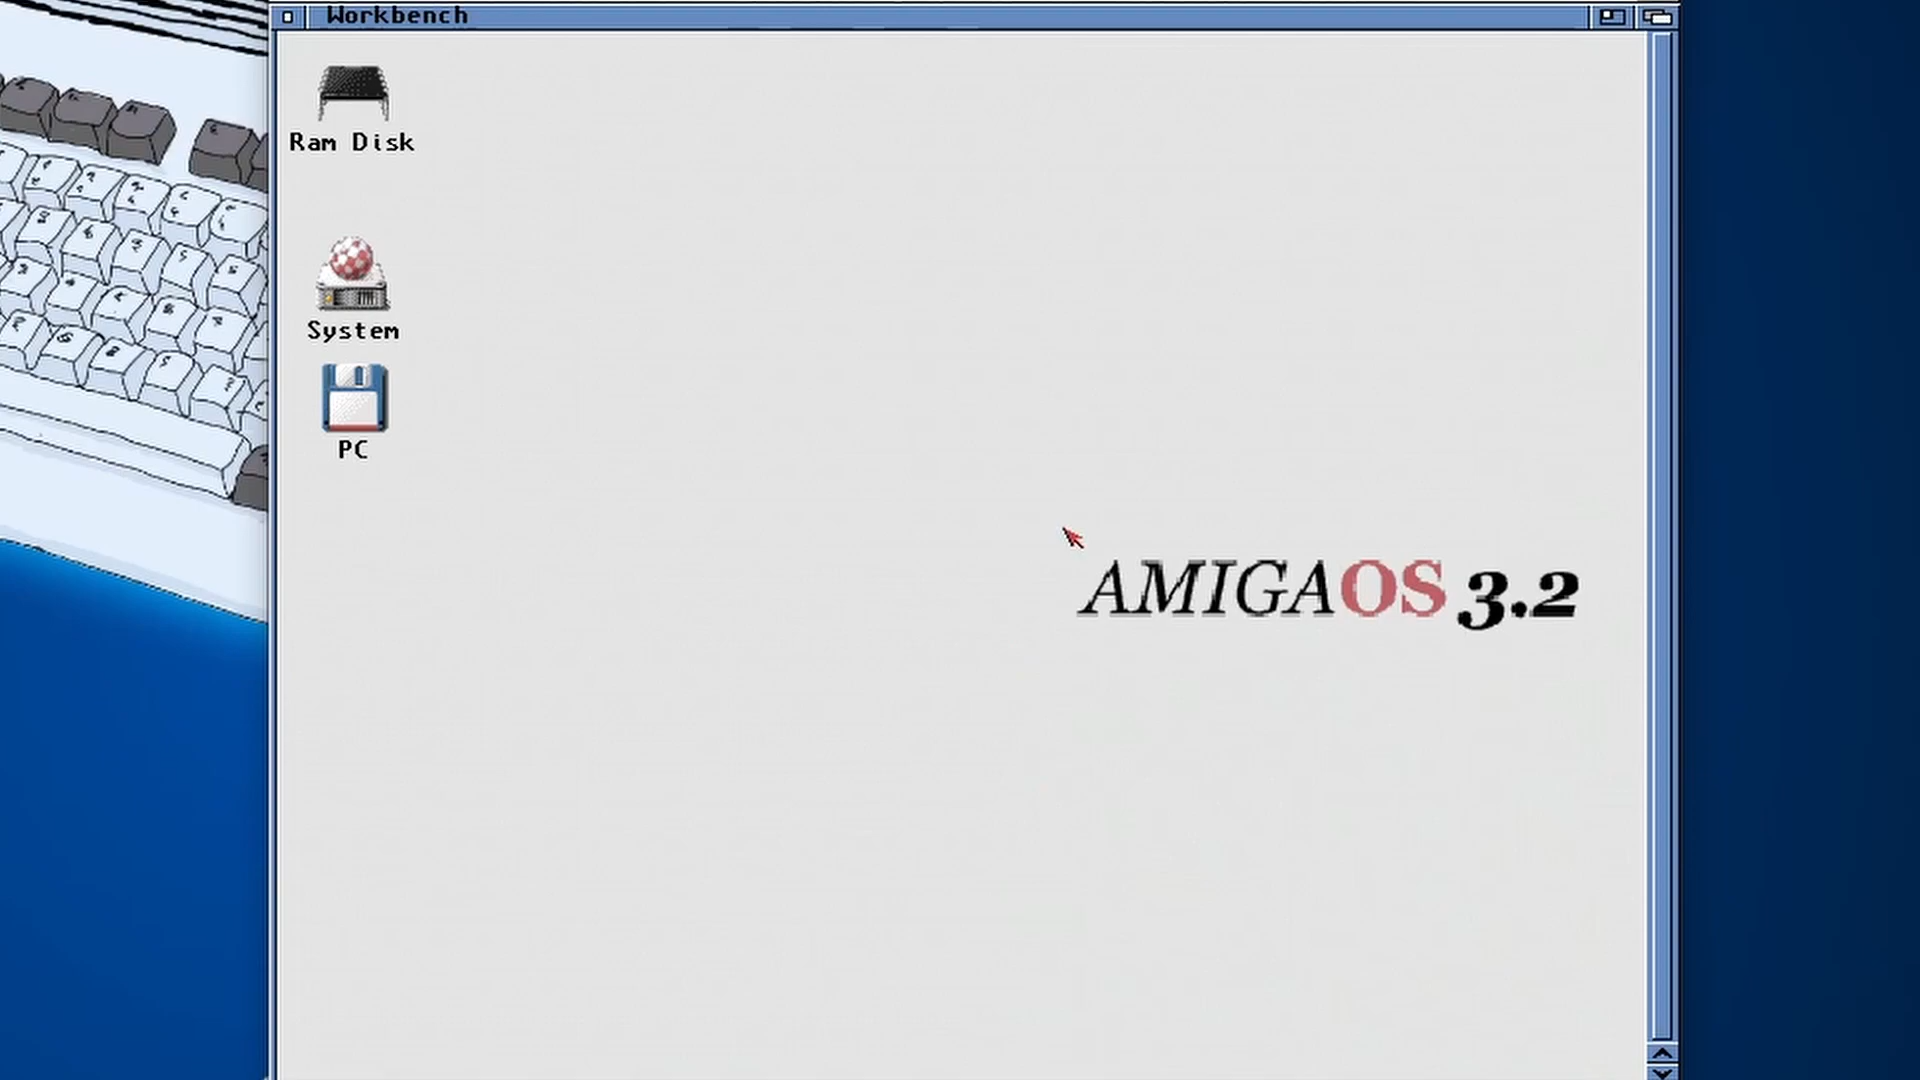 Workbench
Ram Disk
System
PC
AMIGAOS 3.2